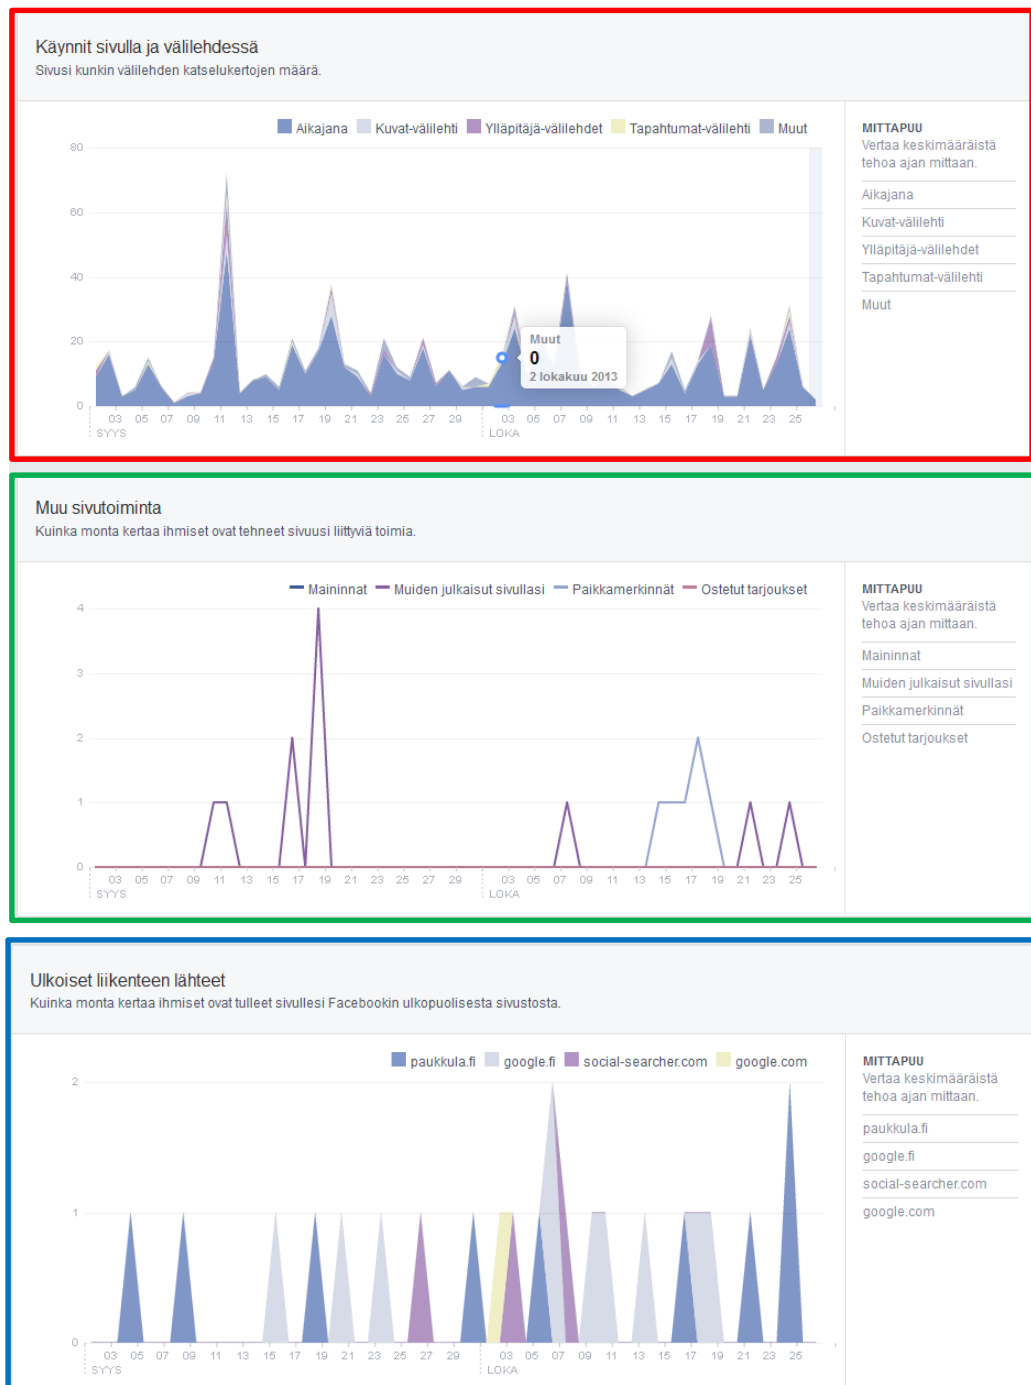 Käynnit sivulla ja välilehdessä
Sivusi kunkin välilehden katselukertojen määrä.
Aikajana Kuvat-välilehti Ylläpitäjä-välilehdet Tapahtumat-välilehti Muut
80
60
40
20
0
Muut
0
2 lokakuu 2013
03 05 07 09 11 13 15 17 19 21 23 25 27 29 03 05 07 09 11 13 15 17 19 21 23 25
SYYS LOKA
MITTAPUU
Vertaa keskimääräistä
tehoa ajan mittaan.
Aikajana
Kuvat-välilehti
Ylläpitäjä-välilehdet
Tapahtumat-välilehti
Muut
Muu sivutoiminta
Kuinka monta kertaa ihmiset ovat tehneet sivuusi liittyviä toimia.
Maininnat Muiden julkaisut sivullasi Paikkamerkinnät Ostetut tarjoukset
4
3
2
1
0
03 05 07 09 11 13 15 17 19 21 23 25 27 29 03 05 07 09 11 13 15 17 19 21 23 25
SYYS LOKA
MITTAPUU
Vertaa keskimääräistä
tehoa ajan mittaan.
Maininnat
Muiden julkaisut sivullasi
Paikkamerkinnät
Ostetut tarjoukset
Ulkoiset liikenteen lähteet
Kuinka monta kertaa ihmiset ovat tulleet sivullesi Facebookin ulkopuolisesta sivustosta.
paukkula.fi google.fi social-searcher.com google.com
2
1
0
03 05 07 09 11 13 15 17 19 21 23 25 27 29 03 05 07 09 11 13 15 17 19 21 23 25
SYYS LOKA
MITTAPUU
Vertaa keskimääräistä
tehoa ajan mittaan.
paukkula.fi
google.fi
social-searcher.com
google.com